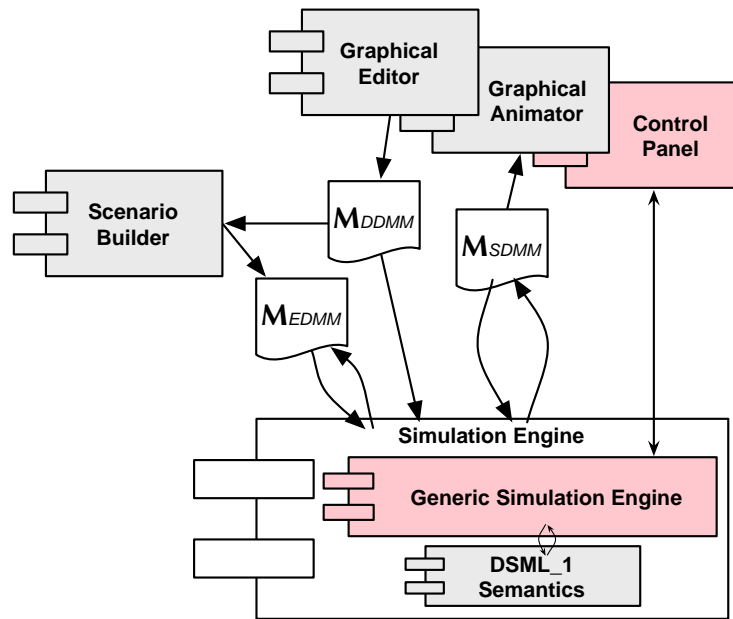 Graphical
Editor
Graphical
Animator
Control
Panel
Scenario
Builder
MDDMM
MSDMM
MEDMM
Simulation Engine
Generic Simulation Engine
DSML_1
Semantics